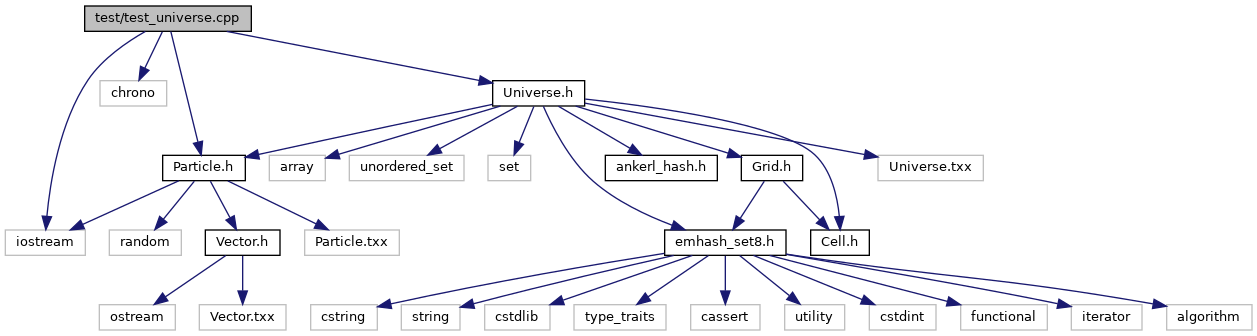 test/test_universe.cpp
chrono
Universe.h
Particle.h
array
unordered_set
set
ankerl_hash.h
Grid.h
Universe.txx
iostream
random
Vector.h
Particle.txx
emhash_set8.h
Cell.h
ostream
Vector.txx
cstring
string
cstdlib
type_traits
cassert
utility
cstdint
functional
iterator
algorithm